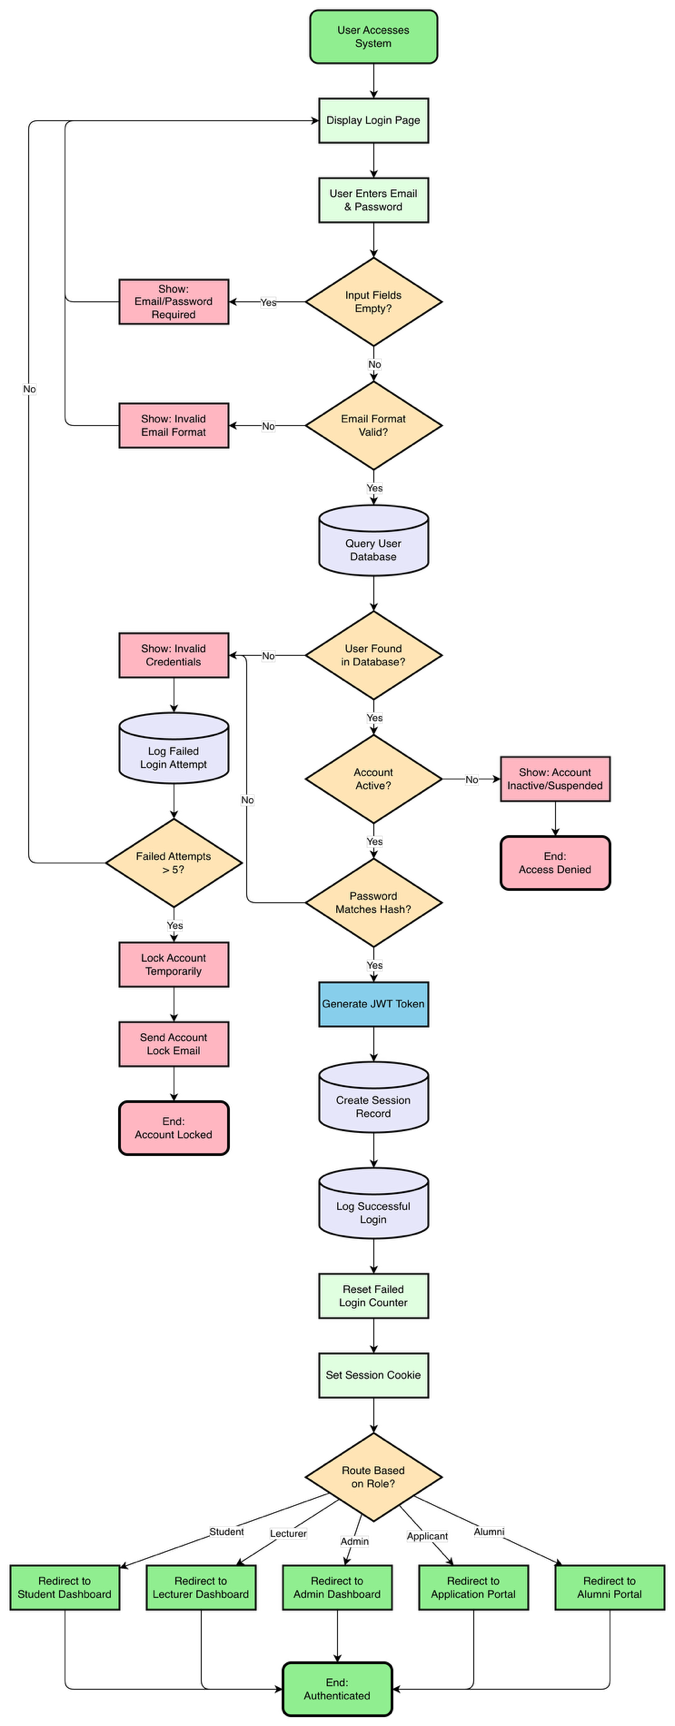 User Accesses
System
Display Login Page
User Enters Email
& Password
Input Fields
Empty?
Yes
Show:
Email/Password
Required
No
No
Email Format
Valid?
No
Show: Invalid
Email Format
Yes
Query User
Database
User Found
in Database?
No
Show: Invalid
Credentials
Yes
Log Failed
Login Attempt
Account
Active?
No
Show: Account
Inactive/Suspended
No
Yes
Failed Attempts
> 5?
End:
Access Denied
Password
Matches Hash?
Yes
Lock Account
Temporarily
Yes
Generate JWT Token
Send Account
Lock Email
Create Session
Record
End:
Account Locked
Log Successful
Login
Reset Failed
Login Counter
Set Session Cookie
Route Based
on Role?
Student
Lecturer
Admin
Applicant
Alumni
Redirect to
Student Dashboard
Redirect to
Lecturer Dashboard
Redirect to
Admin Dashboard
Redirect to
Application Portal
Redirect to
Alumni Portal
End:
Authenticated